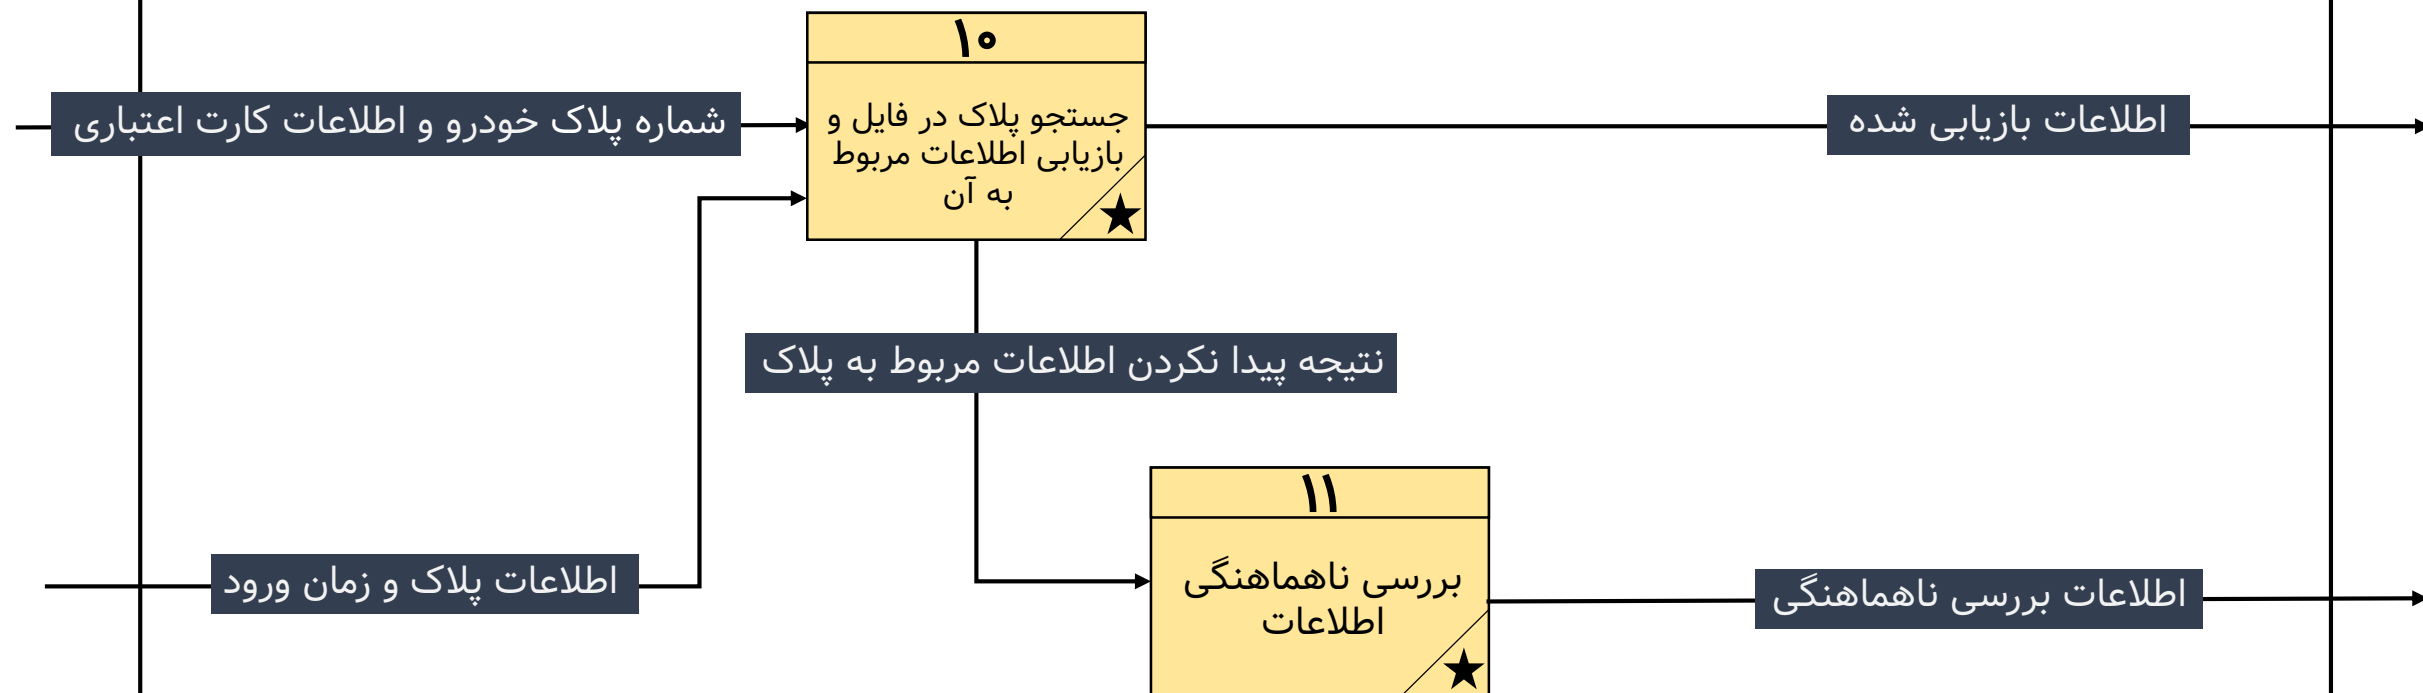 ۱۰
شماره پلاک خودرو و اطلاعات کارت اعتباری
جستجو پلاک در فایل و
بازیابی اطلاعات مربوط
به آن
اطلاعات بازیابی شده
نتیجه پیدا نکردن اطلاعات مربوط به پلاک
۱۱
اطلاعات پلاک و زمان ورود
بررسی ناهماهنگی
اطلاعات
اطلاعات بررسی ناهماهنگی